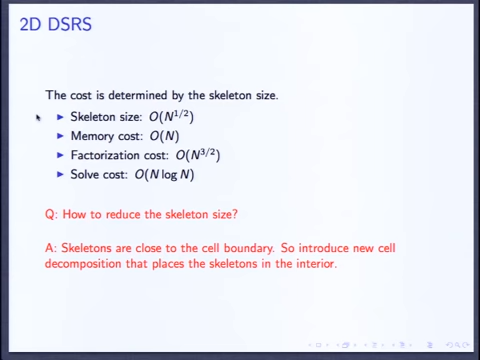 2D DSRS
The cost is determined by the skeleton size.
▶ Skeleton size: O(N^{1/2})
▶ Memory cost: O(N)
▶ Factorization cost: O(N^{3/2})
▶ Solve cost: O(N log N)
Q: How to reduce the skeleton size?
A: Skeletons are close to the cell boundary. So introduce new cell
decomposition that places the skeletons in the interior.